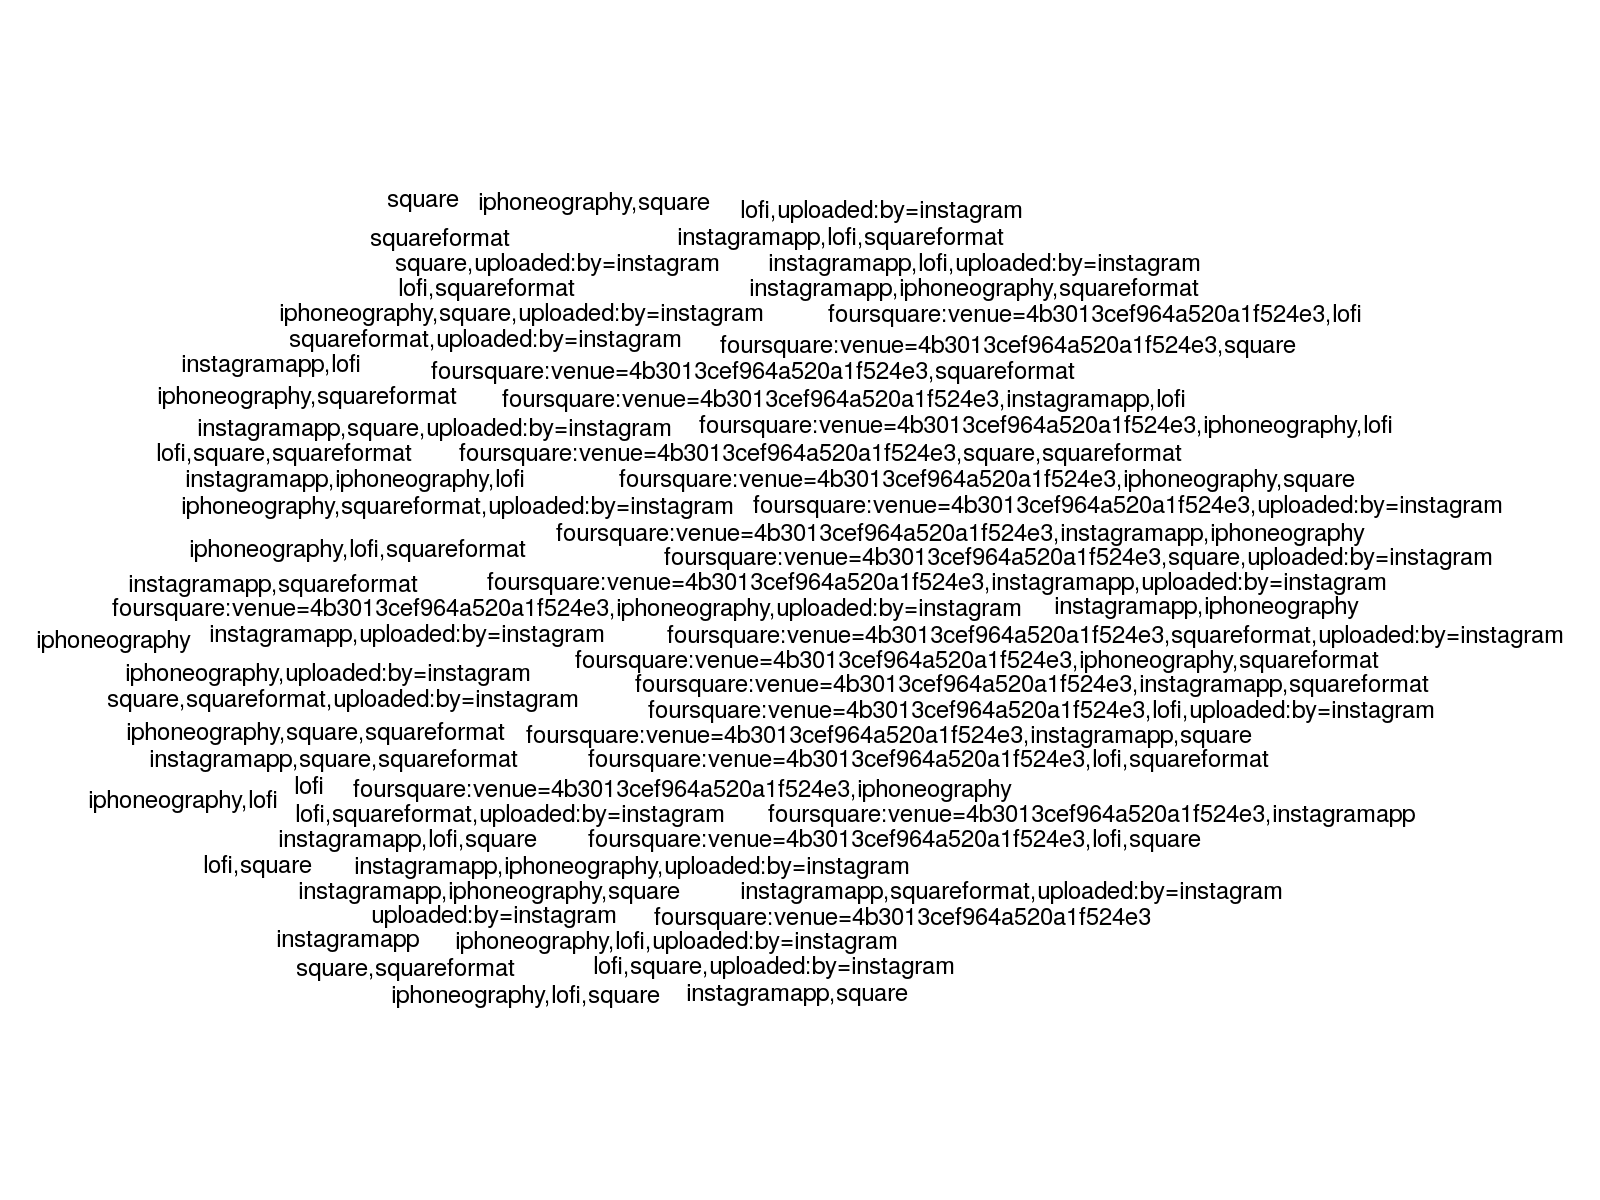 square iphoneography,square lofi,uploaded:by=instagram
squareformat instagramapp,lofi,squareformat
square,uploaded:by=instagram instagramapp,lofi,uploaded:by=instagram
lofi,squareformat instagramapp,iphoneography,squareformat
iphoneography,square,uploaded:by=instagram foursquare:venue=4b3013cef964a520a1f524e3,lofi
squareformat,uploaded:by=instagram foursquare:venue=4b3013cef964a520a1f524e3,square
instagramapp,lofi foursquare:venue=4b3013cef964a520a1f524e3,squareformat
iphoneography,squareformat foursquare:venue=4b3013cef964a520a1f524e3,instagramapp,lofi
instagramapp,square,uploaded:by=instagram foursquare:venue=4b3013cef964a520a1f524e3,iphoneography,lofi
lofi,square,squareformat foursquare:venue=4b3013cef964a520a1f524e3,square,squareformat
instagramapp,iphoneography,lofi foursquare:venue=4b3013cef964a520a1f524e3,iphoneography,square
iphoneography,squareformat,uploaded:by=instagram foursquare:venue=4b3013cef964a520a1f524e3,uploaded:by=instagram
foursquare:venue=4b3013cef964a520a1f524e3,instagramapp,iphoneography
iphoneography,lofi,squareformat foursquare:venue=4b3013cef964a520a1f524e3,square,uploaded:by=instagram
instagramapp,squareformat foursquare:venue=4b3013cef964a520a1f524e3,instagramapp,uploaded:by=instagram
foursquare:venue=4b3013cef964a520a1f524e3,iphoneography,uploaded:by=instagram instagramapp,iphoneography
iphoneography instagramapp,uploaded:by=instagram foursquare:venue=4b3013cef964a520a1f524e3,squareformat,uploaded:by=instagram
iphoneography,uploaded:by=instagram foursquare:venue=4b3013cef964a520a1f524e3,iphoneography,squareformat
foursquare:venue=4b3013cef964a520a1f524e3,instagramapp,squareformat
square,squareformat,uploaded:by=instagram foursquare:venue=4b3013cef964a520a1f524e3,lofi,uploaded:by=instagram
iphoneography,square,squareformat foursquare:venue=4b3013cef964a520a1f524e3,instagramapp,square
instagramapp,square,squareformat foursquare:venue=4b3013cef964a520a1f524e3,lofi,squareformat
iphoneography,lofi lofi foursquare:venue=4b3013cef964a520a1f524e3,iphoneography
lofi,squareformat,uploaded:by=instagram foursquare:venue=4b3013cef964a520a1f524e3,instagramapp
instagramapp,lofi,square foursquare:venue=4b3013cef964a520a1f524e3,lofi,square
lofi,square instagramapp,iphoneography,uploaded:by=instagram
instagramapp,iphoneography,square instagramapp,squareformat,uploaded:by=instagram
uploaded:by=instagram foursquare:venue=4b3013cef964a520a1f524e3
instagramapp iphoneography,lofi,uploaded:by=instagram
square,squareformat lofi,square,uploaded:by=instagram
iphoneography,lofi,square instagramapp,square